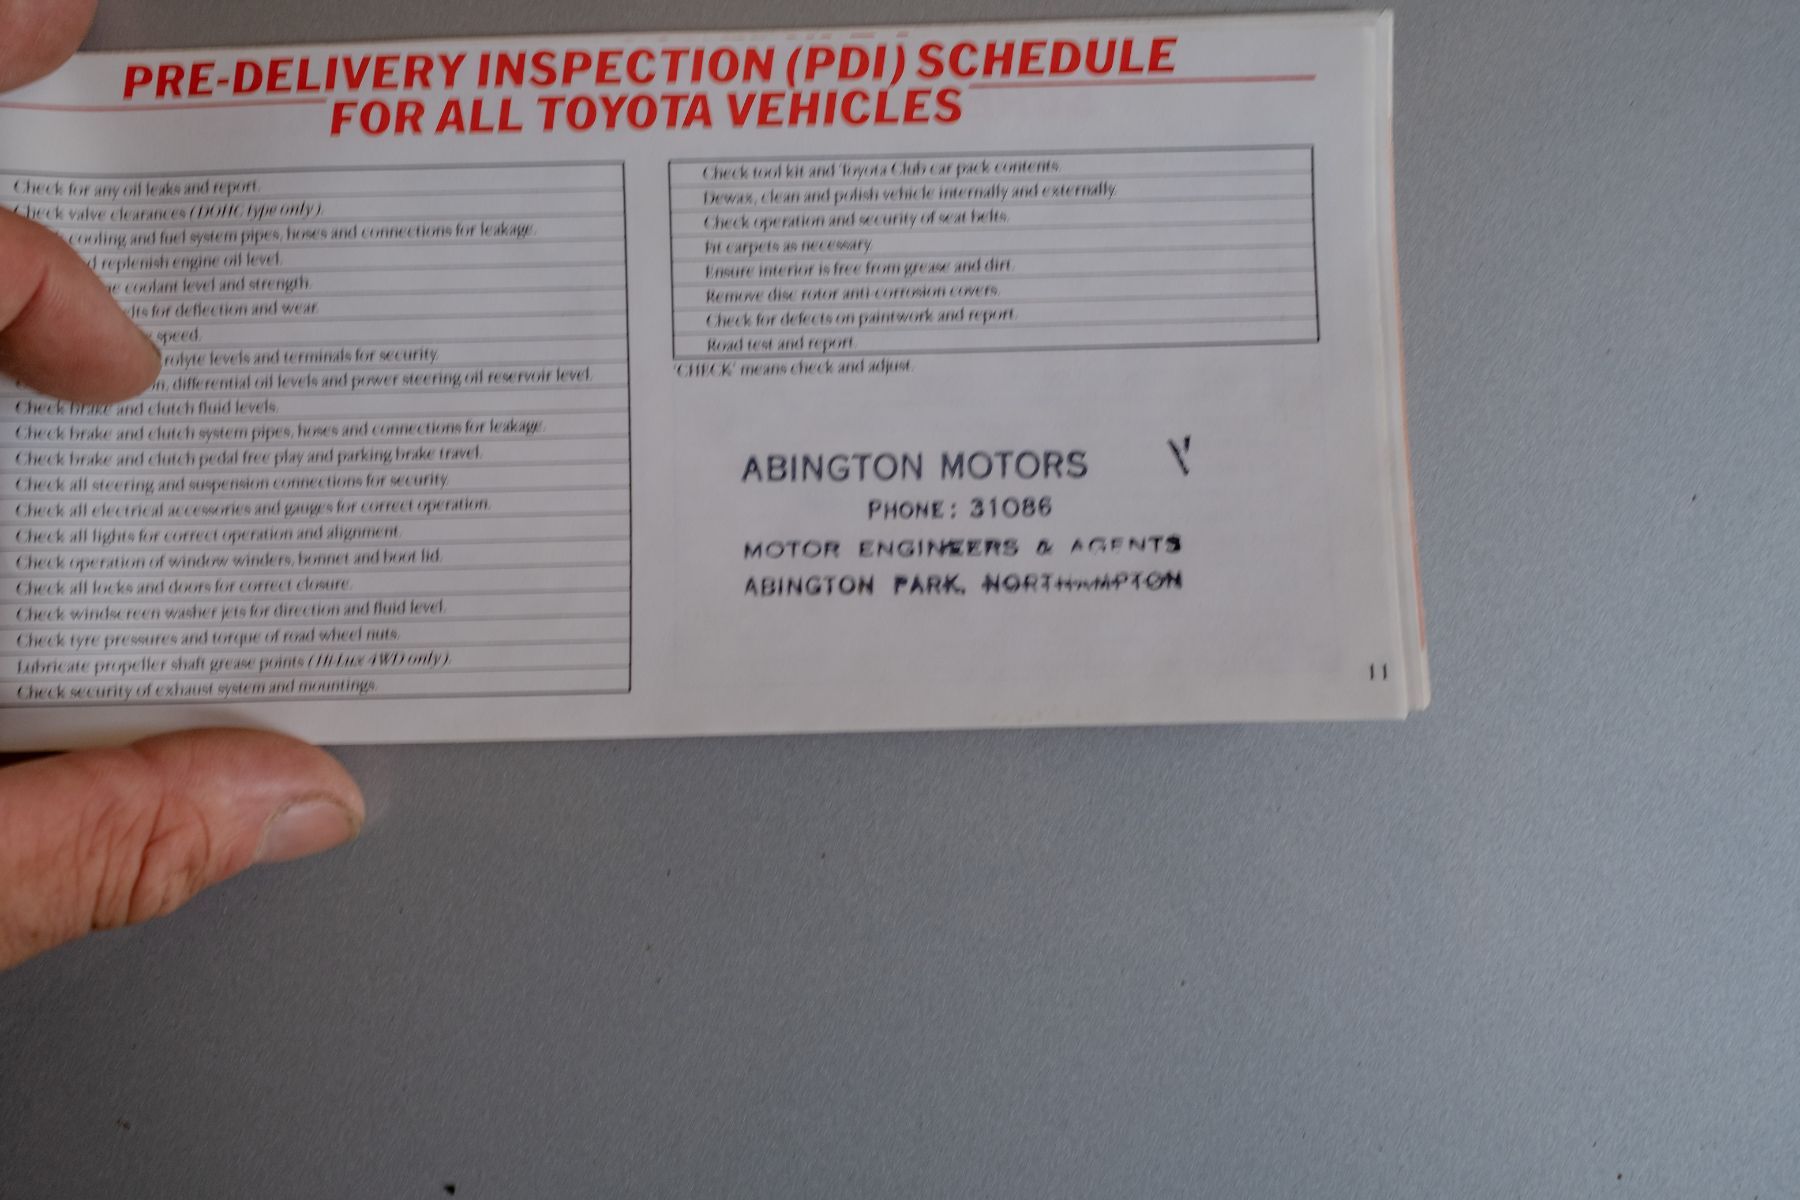 PRE-DELIVERY INSPECTION (PDI) SCHEDULE
FOR ALL TOYOTA VEHICLES
Check for any oil leaks and report.
Check valve clearances (DOHC type only).
cooling and fuel system pipes, hoses and connections for leakage.
replenish engine oil level.
coolant level and strength.
for deflection and wear.
speed.
levels and terminals for security.
differential oil levels and power steering oil reservoir level.
Check brake and clutch fluid levels.
Check brake and clutch system pipes, hoses and connections for leakage.
Check brake and clutch pedal free play and parking brake travel.
Check all steering and suspension connections for security.
Check all electrical accessories and gauges for correct operation.
Check all lights for correct operation and alignment.
Check operation of window winders, bonnet and boot lid.
Check all locks and doors for correct closure.
Check windscreen washer jets for direction and fluid level.
Check tyre pressures and torque of road wheel nuts.
Lubricate propeller shaft grease points (Hi-Lux 4WD only).
Check security of exhaust system and mountings.
Check tool kit and Toyota Club car pack contents.
Dewax, clean and polish vehicle internally and externally.
Check operation and security of seat belts.
Fit carpets as necessary.
Ensure interior is free from grease and dirt.
Remove disc rotor anti-corrosion covers.
Check for defects on paintwork and report.
Road test and report.
'CHECK' means check and adjust.
ABINGTON MOTORS
PHONE: 31086
MOTOR ENGINEERS & AGENTS
ABINGTON PARK, NORTHAMPTON
11